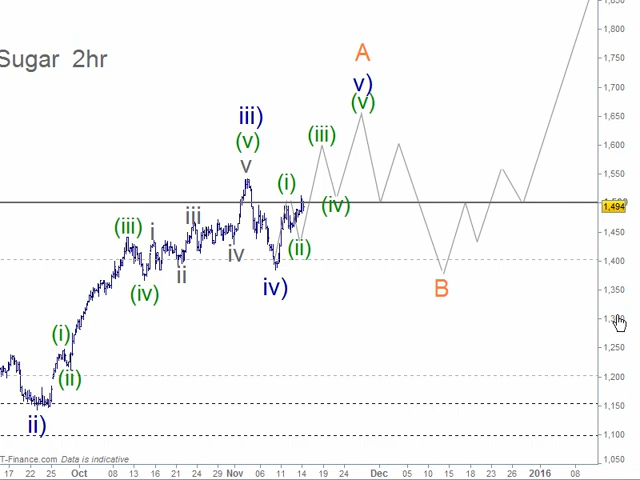 1,850
1,800
Sugar 2hr
A
1,750
v)
1,700
(v)
iii)
1,650
(v)
(iii)
1,600
v
(i)
1,550
iii
(iv)
1,494
(iii)
i
1,450
iv
(ii)
1,400
ii
(iv)
iv)
B
1,350
1,300
(i)
1,250
(ii)
1,200
1,150
ii)
1,100
1,050
17 22 25 Oct 08 13 16 21 24 29 Nov 06 11 14 19 24 Dec 05 10 15 18 23 26 2016 08
T-Finance.com Data is indicative